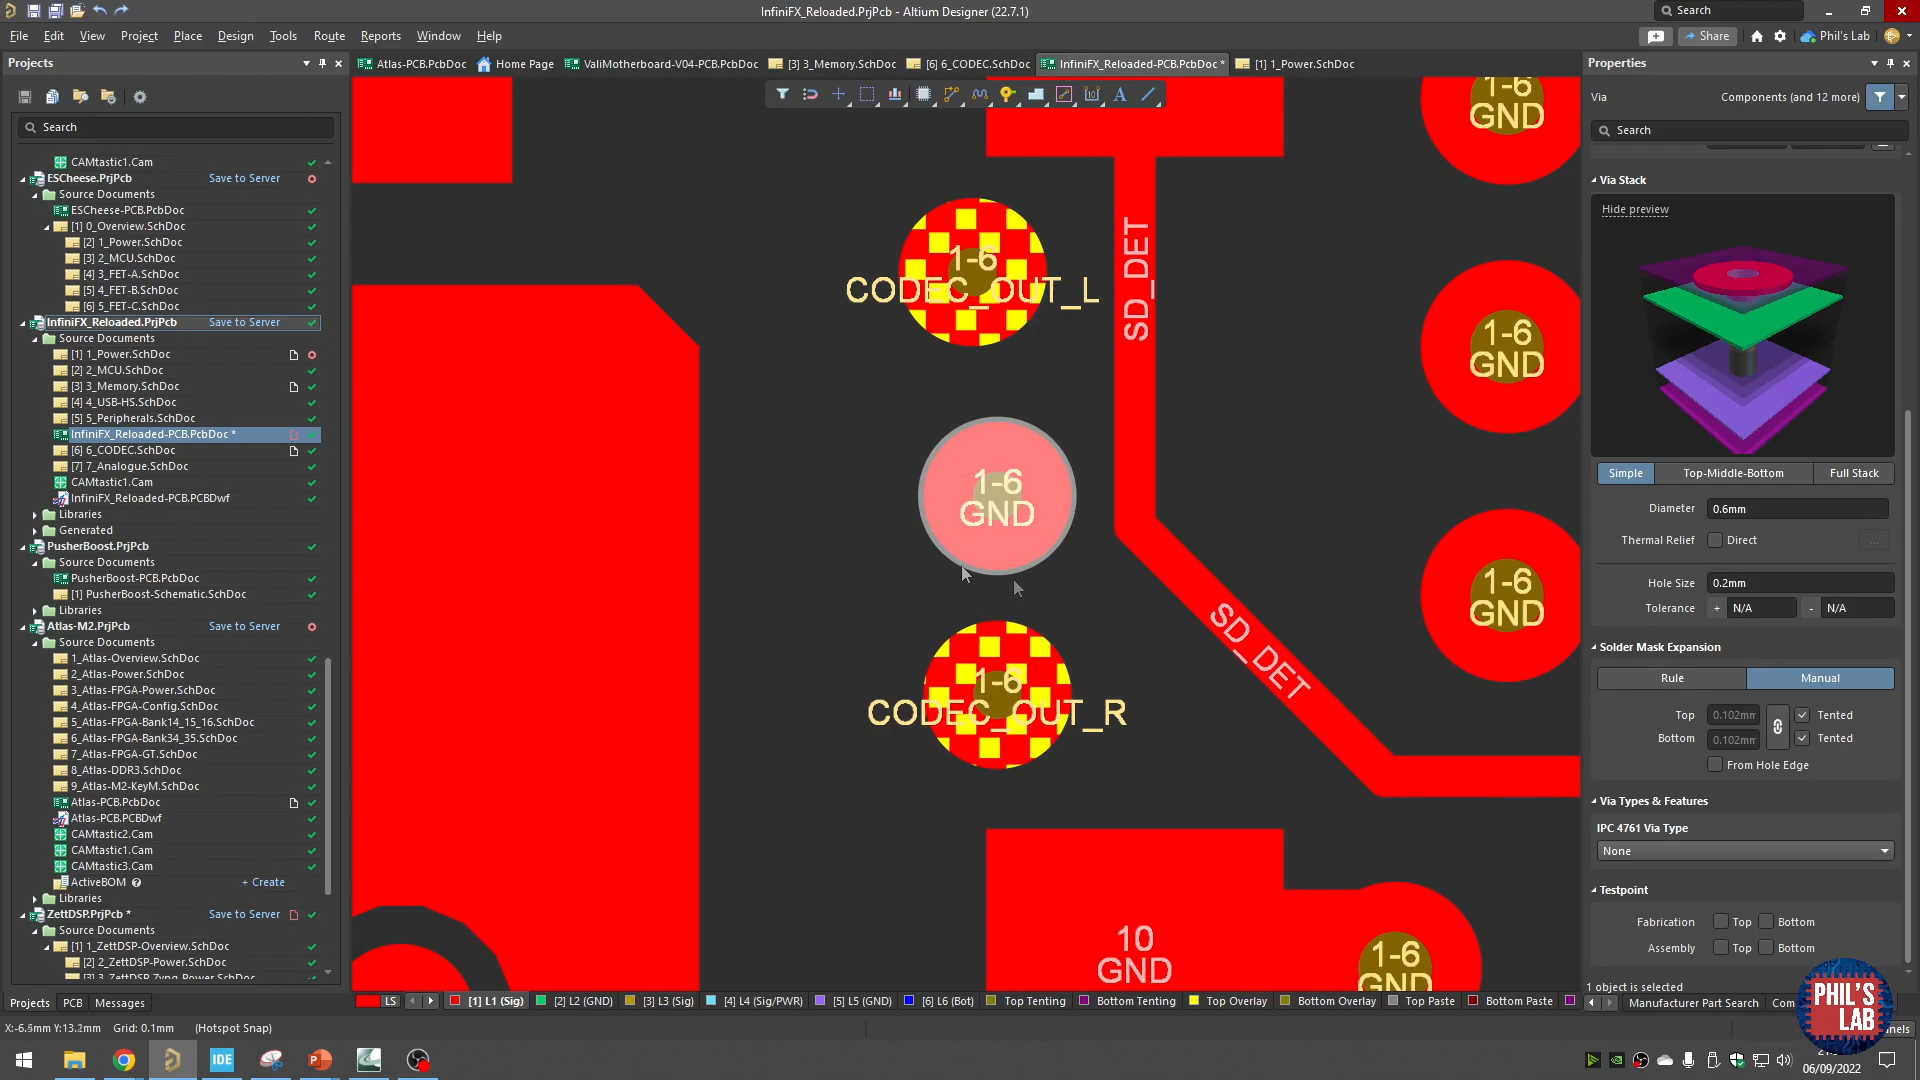 InfiniFX_Reloaded.PrjPcb - Altium Designer (22.7.1)
Search
File Edit View Project Place Design Tools Route Reports Window Help
Share
Phil's Lab
Projects
Atlas-PCB.PcbDoc
Home Page
ValiMotherboard-V04-PCB.PcbDoc
[3] 3_Memory.SchDoc
[6] 6_CODEC.SchDoc
InfiniFX_Reloaded-PCB.PcbDoc *
[1] 1_Power.SchDoc
Properties
Via
Components (and 12 more)
Search
Search
CAMtastic1.Cam
ESCheese.PrjPcb Save to Server
Source Documents
ESCheese-PCB.PcbDoc
[1] 0_Overview.SchDoc
[2] 1_Power.SchDoc
[3] 2_MCU.SchDoc
[4] 3_FET-A.SchDoc
[5] 4_FET-B.SchDoc
[6] 5_FET-C.SchDoc
InfiniFX_Reloaded.PrjPcb Save to Server
Source Documents
[1] 1_Power.SchDoc
[2] 2_MCU.SchDoc
[3] 3_Memory.SchDoc
[4] 4_USB-HS.SchDoc
[5] 5_Peripherals.SchDoc
InfiniFX_Reloaded-PCB.PcbDoc *
[6] 6_CODEC.SchDoc
[7] 7_Analogue.SchDoc
CAMtastic1.Cam
InfiniFX_Reloaded-PCB.PCBDwf
Libraries
Generated
PusherBoost.PrjPcb
Source Documents
PusherBoost-PCB.PcbDoc
[1] PusherBoost-Schematic.SchDoc
Libraries
Atlas-M2.PrjPcb Save to Server
Source Documents
1_Atlas-Overview.SchDoc
2_Atlas-Power.SchDoc
3_Atlas-FPGA-Power.SchDoc
4_Atlas-FPGA-Config.SchDoc
5_Atlas-FPGA-Bank14_15_16.SchDoc
6_Atlas-FPGA-Bank34_35.SchDoc
7_Atlas-FPGA-GT.SchDoc
8_Atlas-DDR3.SchDoc
9_Atlas-M2-KeyM.SchDoc
Atlas-PCB.PcbDoc
Atlas-PCB.PCBDwf
CAMtastic2.Cam
CAMtastic1.Cam
CAMtastic3.Cam
ActiveBOM + Create
Libraries
ZettDSP.PrjPcb * Save to Server
Source Documents
[1] 1_ZettDSP-Overview.SchDoc
[2] 2_ZettDSP-Power.SchDoc
[3] 3_ZettDSP-Zynq-Power.SchDoc
Projects PCB Messages
1-6
GND
1-6
CODEC_OUT_L
SD_DET
1-6
GND
1-6
GND
1-6
GND
SD_DET
1-6
CODEC_OUT_R
10
GND
1-6
GND
Via Stack
Hide preview
Simple Top-Middle-Bottom Full Stack
Diameter 0.6mm
Thermal Relief Direct ...
Hole Size 0.2mm
Tolerance + N/A - N/A
Solder Mask Expansion
Rule Manual
Top 0.102mm Tented
Bottom 0.102mm Tented
From Hole Edge
Via Types & Features
IPC 4761 Via Type
None
Testpoint
Fabrication Top Bottom
Assembly Top Bottom
1 object is selected
Manufacturer Part Search Com
nels
PHIL'S
LAB
LS [1] L1 (Sig) [2] L2 (GND) [3] L3 (Sig) [4] L4 (Sig/PWR) [5] L5 (GND) [6] L6 (Bot) Top Tenting Bottom Tenting Top Overlay Bottom Overlay Top Paste Bottom Paste
X:-6.5mm Y:13.2mm Grid: 0.1mm (Hotspot Snap)
IDE
06/09/2022